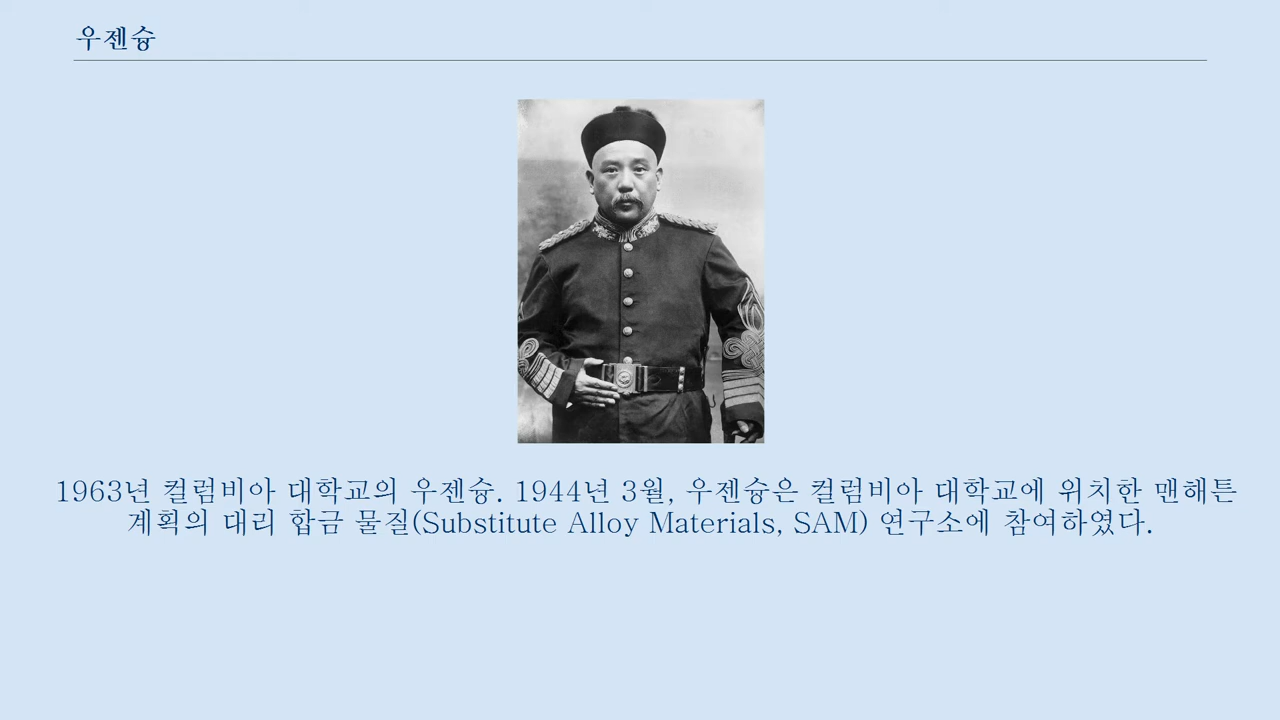 우젠슝
1963년 컬럼비아 대학교의 우젠슝. 1944년 3월, 우젠슝은 컬럼비아 대학교에 위치한 맨해튼
계획의 대리 합금 물질(Substitute Alloy Materials, SAM) 연구소에 참여하였다.